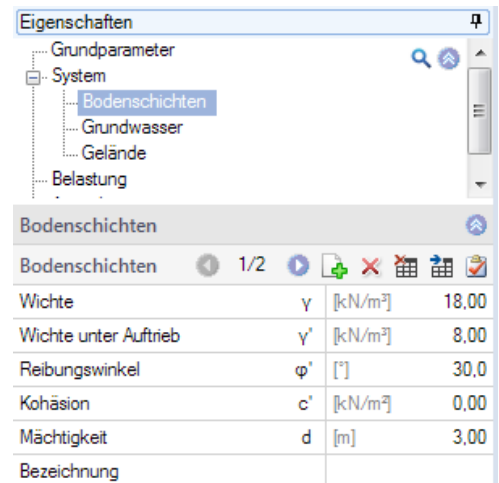 Eigenschaften
Grundparameter
System
Bodenschichten
Grundwasser
Gelände
Belastung
Bodenschichten
Bodenschichten 1/2
Wichte γ [kN/m³] 18,00
Wichte unter Auftrieb γ' [kN/m³] 8,00
Reibungswinkel φ' [°] 30,0
Kohäsion c' [kN/m²] 0,00
Mächtigkeit d [m] 3,00
Bezeichnung